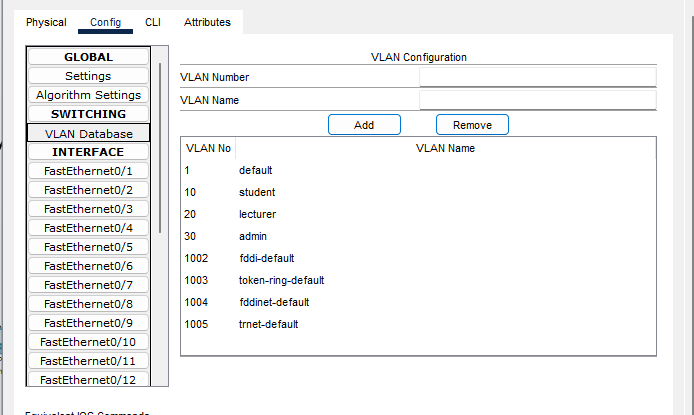 Physical Config CLI Attributes
GLOBAL
Settings
Algorithm Settings
SWITCHING
VLAN Database
INTERFACE
FastEthernet0/1
FastEthernet0/2
FastEthernet0/3
FastEthernet0/4
FastEthernet0/5
FastEthernet0/6
FastEthernet0/7
FastEthernet0/8
FastEthernet0/9
FastEthernet0/10
FastEthernet0/11
FastEthernet0/12
VLAN Configuration
VLAN Number
VLAN Name
Add Remove
VLAN No VLAN Name
1 default
10 student
20 lecturer
30 admin
1002 fddi-default
1003 token-ring-default
1004 fddinet-default
1005 trnet-default
Equivalent IOS Commands